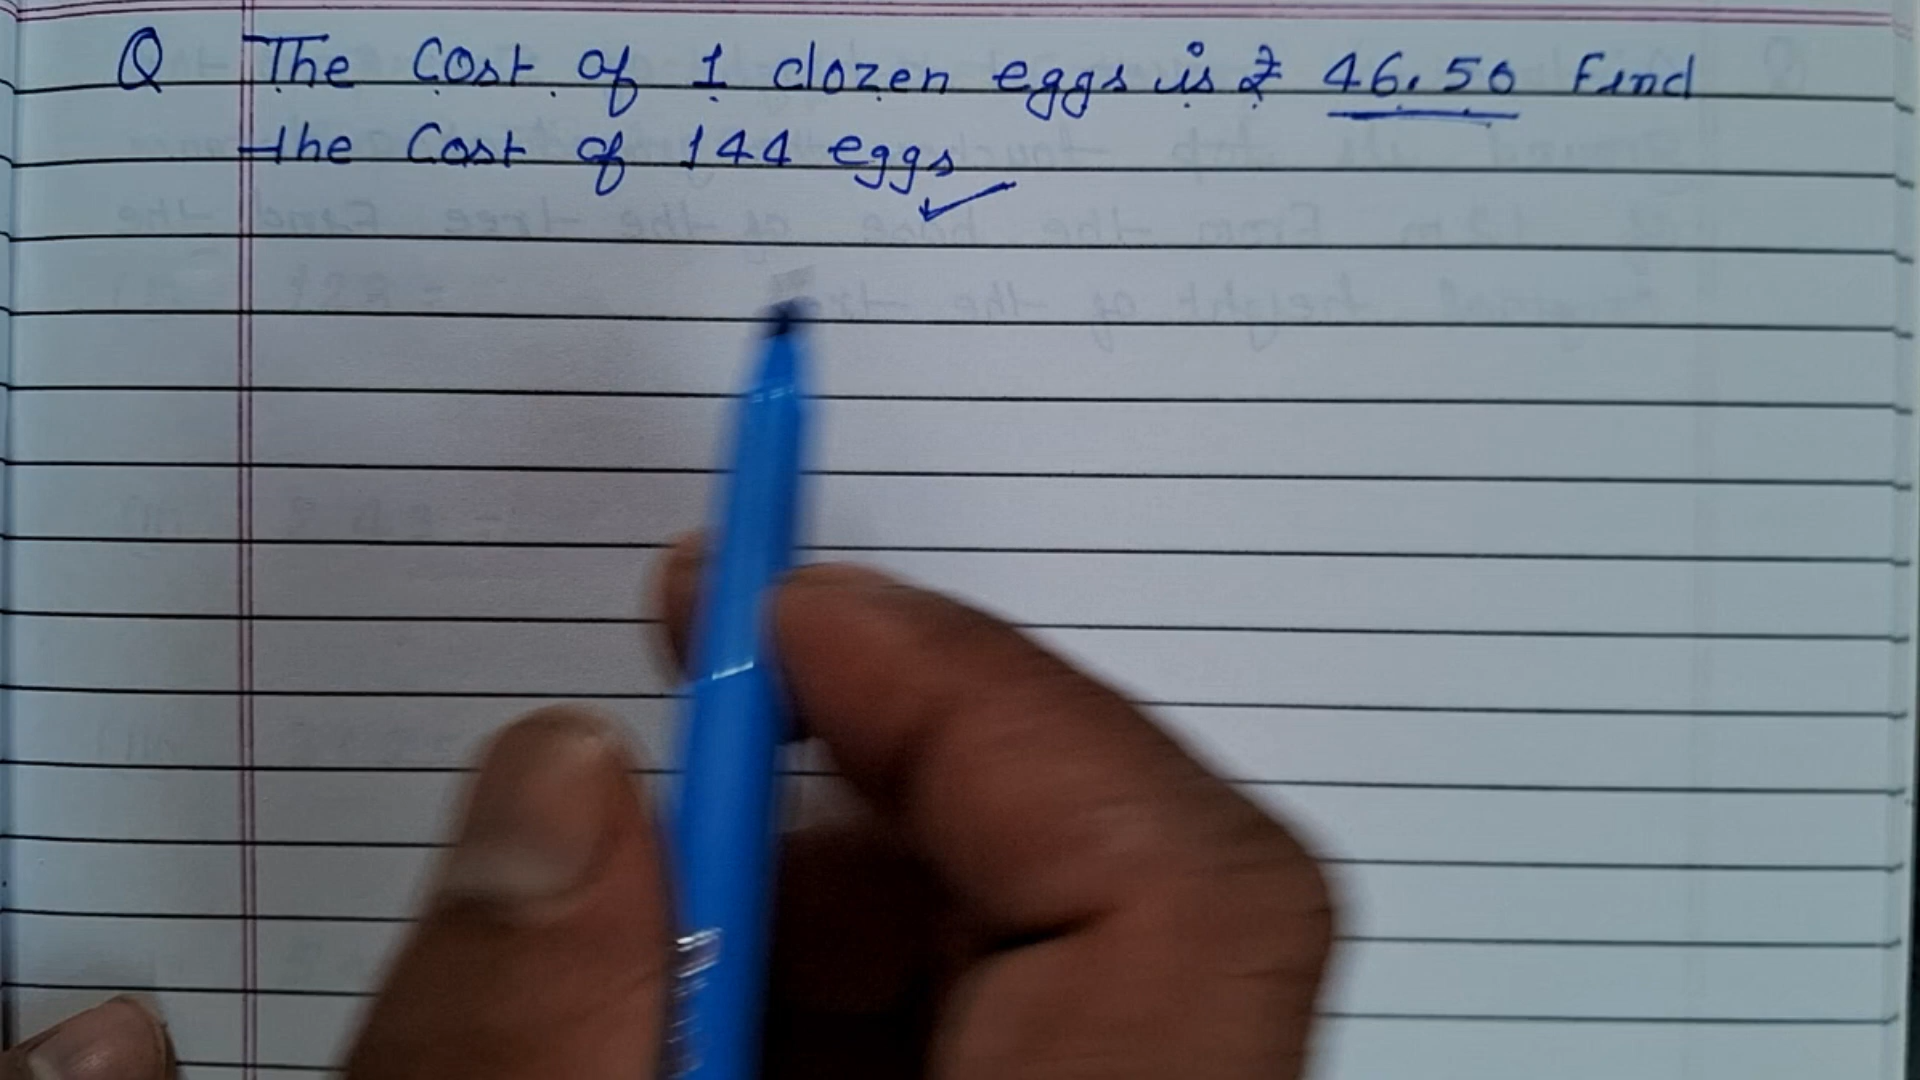 Q The Cost of 1 dozen eggs is ₹ 46.50 Find
the Cost of 144 eggs